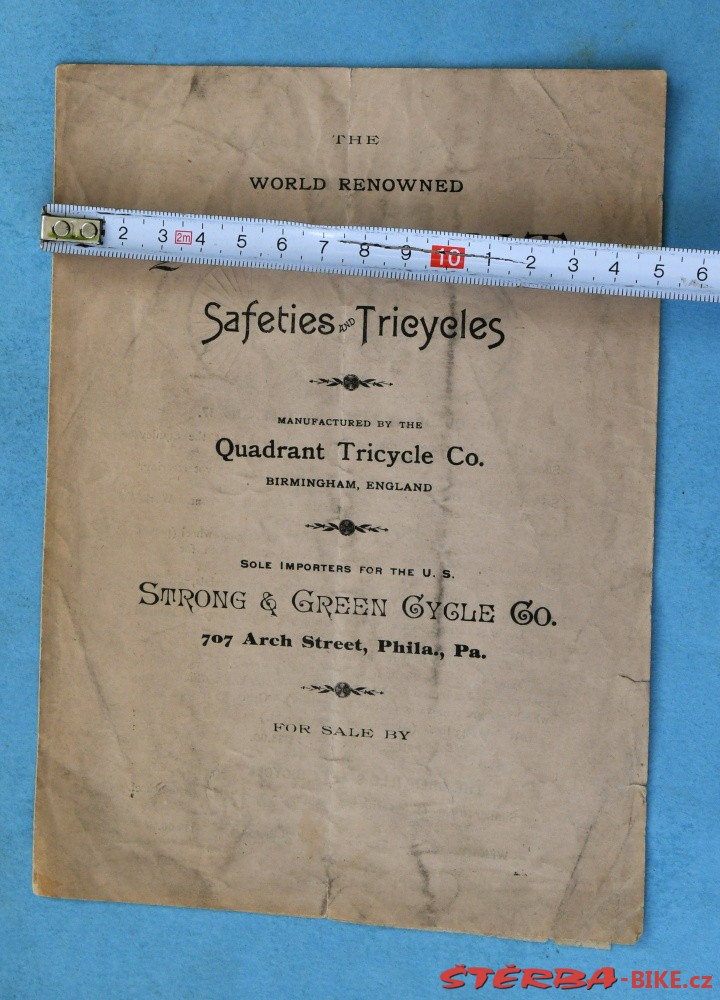 THE
WORLD RENOWNED
2 3 2m 4 5 6 7 8 9 10 1 2 3 4 5 6
Safeties AND Tricycles
MANUFACTURED BY THE
Quadrant Tricycle Co.
BIRMINGHAM, ENGLAND
SOLE IMPORTERS FOR THE U. S.
STRONG & GREEN CYCLE CO.
707 Arch Street, Phila., Pa.
FOR SALE BY
ŠTĚRBA-BIKE.cz